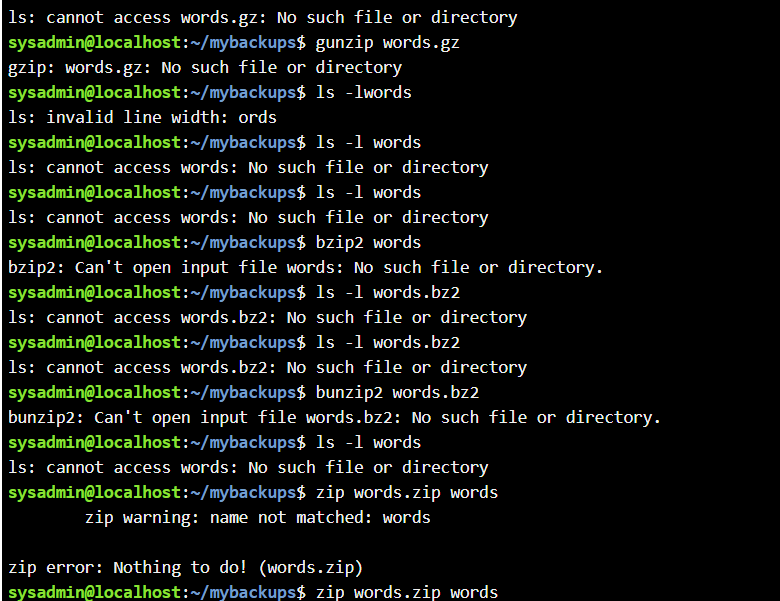 ls: cannot access words.gz: No such file or directory
sysadmin@localhost:~/mybackups$ gunzip words.gz
gzip: words.gz: No such file or directory
sysadmin@localhost:~/mybackups$ ls -lwords
ls: invalid line width: ords
sysadmin@localhost:~/mybackups$ ls -l words
ls: cannot access words: No such file or directory
sysadmin@localhost:~/mybackups$ ls -l words
ls: cannot access words: No such file or directory
sysadmin@localhost:~/mybackups$ bzip2 words
bzip2: Can't open input file words: No such file or directory.
sysadmin@localhost:~/mybackups$ ls -l words.bz2
ls: cannot access words.bz2: No such file or directory
sysadmin@localhost:~/mybackups$ ls -l words.bz2
ls: cannot access words.bz2: No such file or directory
sysadmin@localhost:~/mybackups$ bunzip2 words.bz2
bunzip2: Can't open input file words.bz2: No such file or directory.
sysadmin@localhost:~/mybackups$ ls -l words
ls: cannot access words: No such file or directory
sysadmin@localhost:~/mybackups$ zip words.zip words
        zip warning: name not matched: words

zip error: Nothing to do! (words.zip)
sysadmin@localhost:~/mybackups$ zip words.zip words